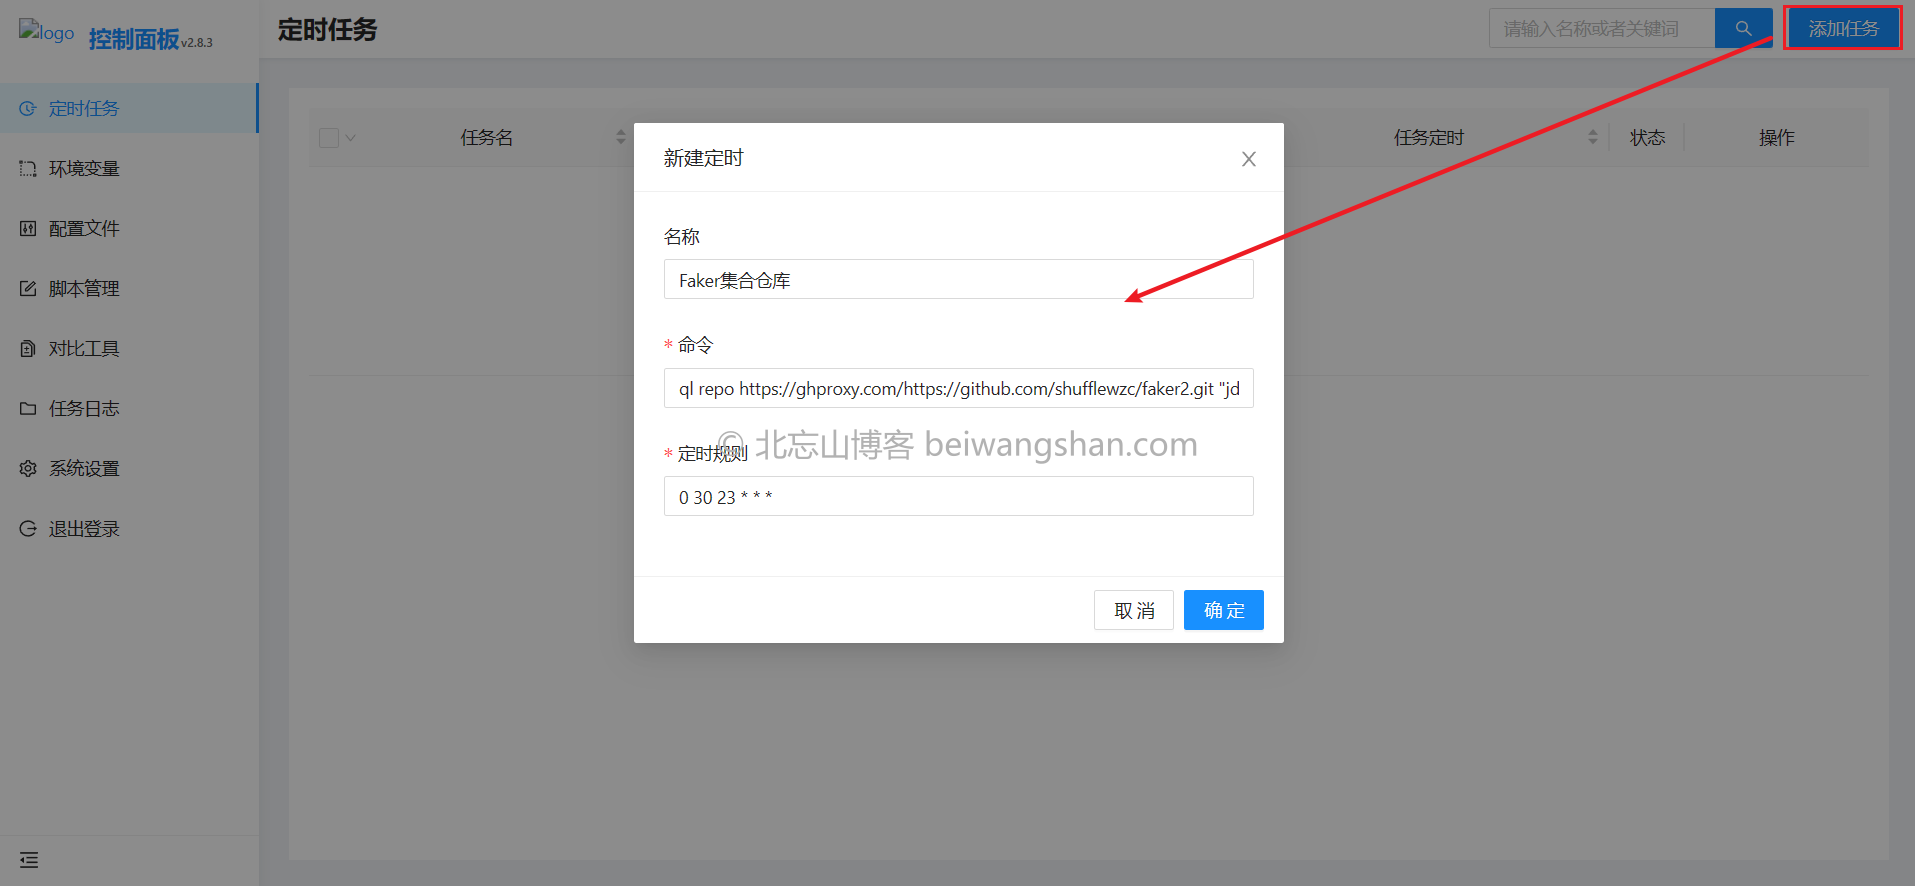 logo 控制面板 v2.8.3
定时任务
请输入名称或者关键词
添加任务
定时任务
环境变量
配置文件
脚本管理
对比工具
任务日志
系统设置
退出登录
任务名
任务定时
状态
操作
新建定时
名称
Faker集合仓库
* 命令
ql repo https://ghproxy.com/https://github.com/shufflewzc/faker2.git "jd
© 北忘山博客 beiwangshan.com
* 定时规则
0 30 23 * * *
取 消
确 定